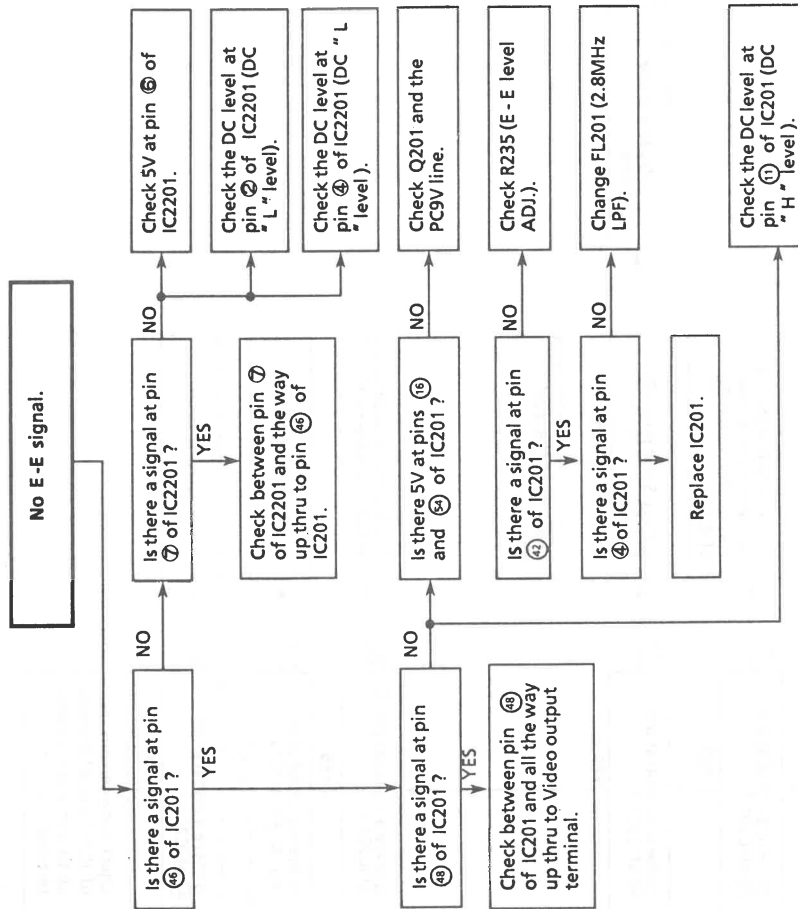 No E-E signal.
Is there a signal at pin
㊻ of IC201 ?
NO
YES
Is there a signal at pin
⑦ of IC2201 ?
NO
YES
Check 5V at pin ⑥ of
IC2201.
Check the DC level at
pin ② of IC2201 (DC
" L " level).
Check the DC level at
pin ④ of IC2201 (DC " L
" level ).
Check between pin ⑦
of IC2201 and the way
up thru to pin ㊻ of
IC201.
Is there a signal at pin
㊽ of IC201 ?
NO
YES
Check between pin ㊽
of IC201 and all the way
up thru to Video output
terminal.
Is there 5V at pins ⑯
and 54 of IC201 ?
NO
Check Q201 and the
PC9V line.
Is there a signal at pin
㊷ of IC201 ?
NO
YES
Check R235 (E - E level
ADJ.).
Is there a signal at pin
④ of IC201 ?
NO
Change FL201 (2.8MHz
LPF).
Replace IC201.
Check the DC level at
pin ⑪ of IC201 (DC
" H " level ).